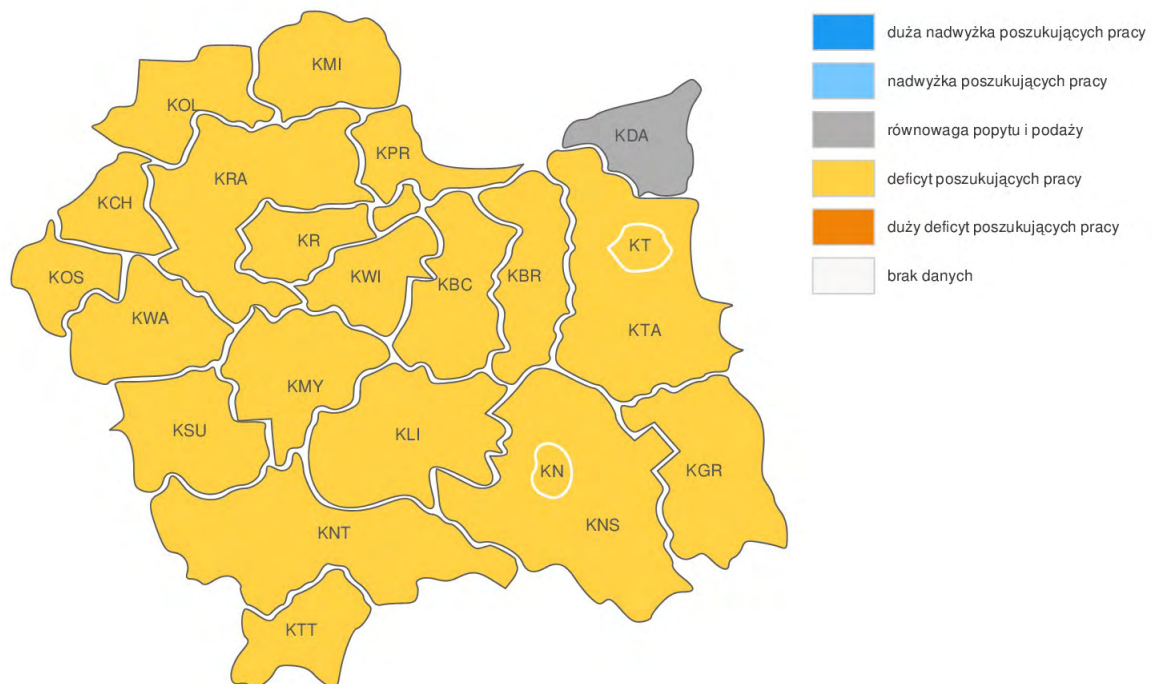 KMI
KOL
KDA
KPR
KRA
KCH
KR
KT
KWI
KBR
KOS
KBC
KWA
KTA
KMY
KSU
KLI
KN
KGR
KNS
KNT
KTT
duża nadwyżka poszukujących pracy
nadwyżka poszukujących pracy
równowaga popytu i podaży
deficyt poszukujących pracy
duży deficyt poszukujących pracy
brak danych